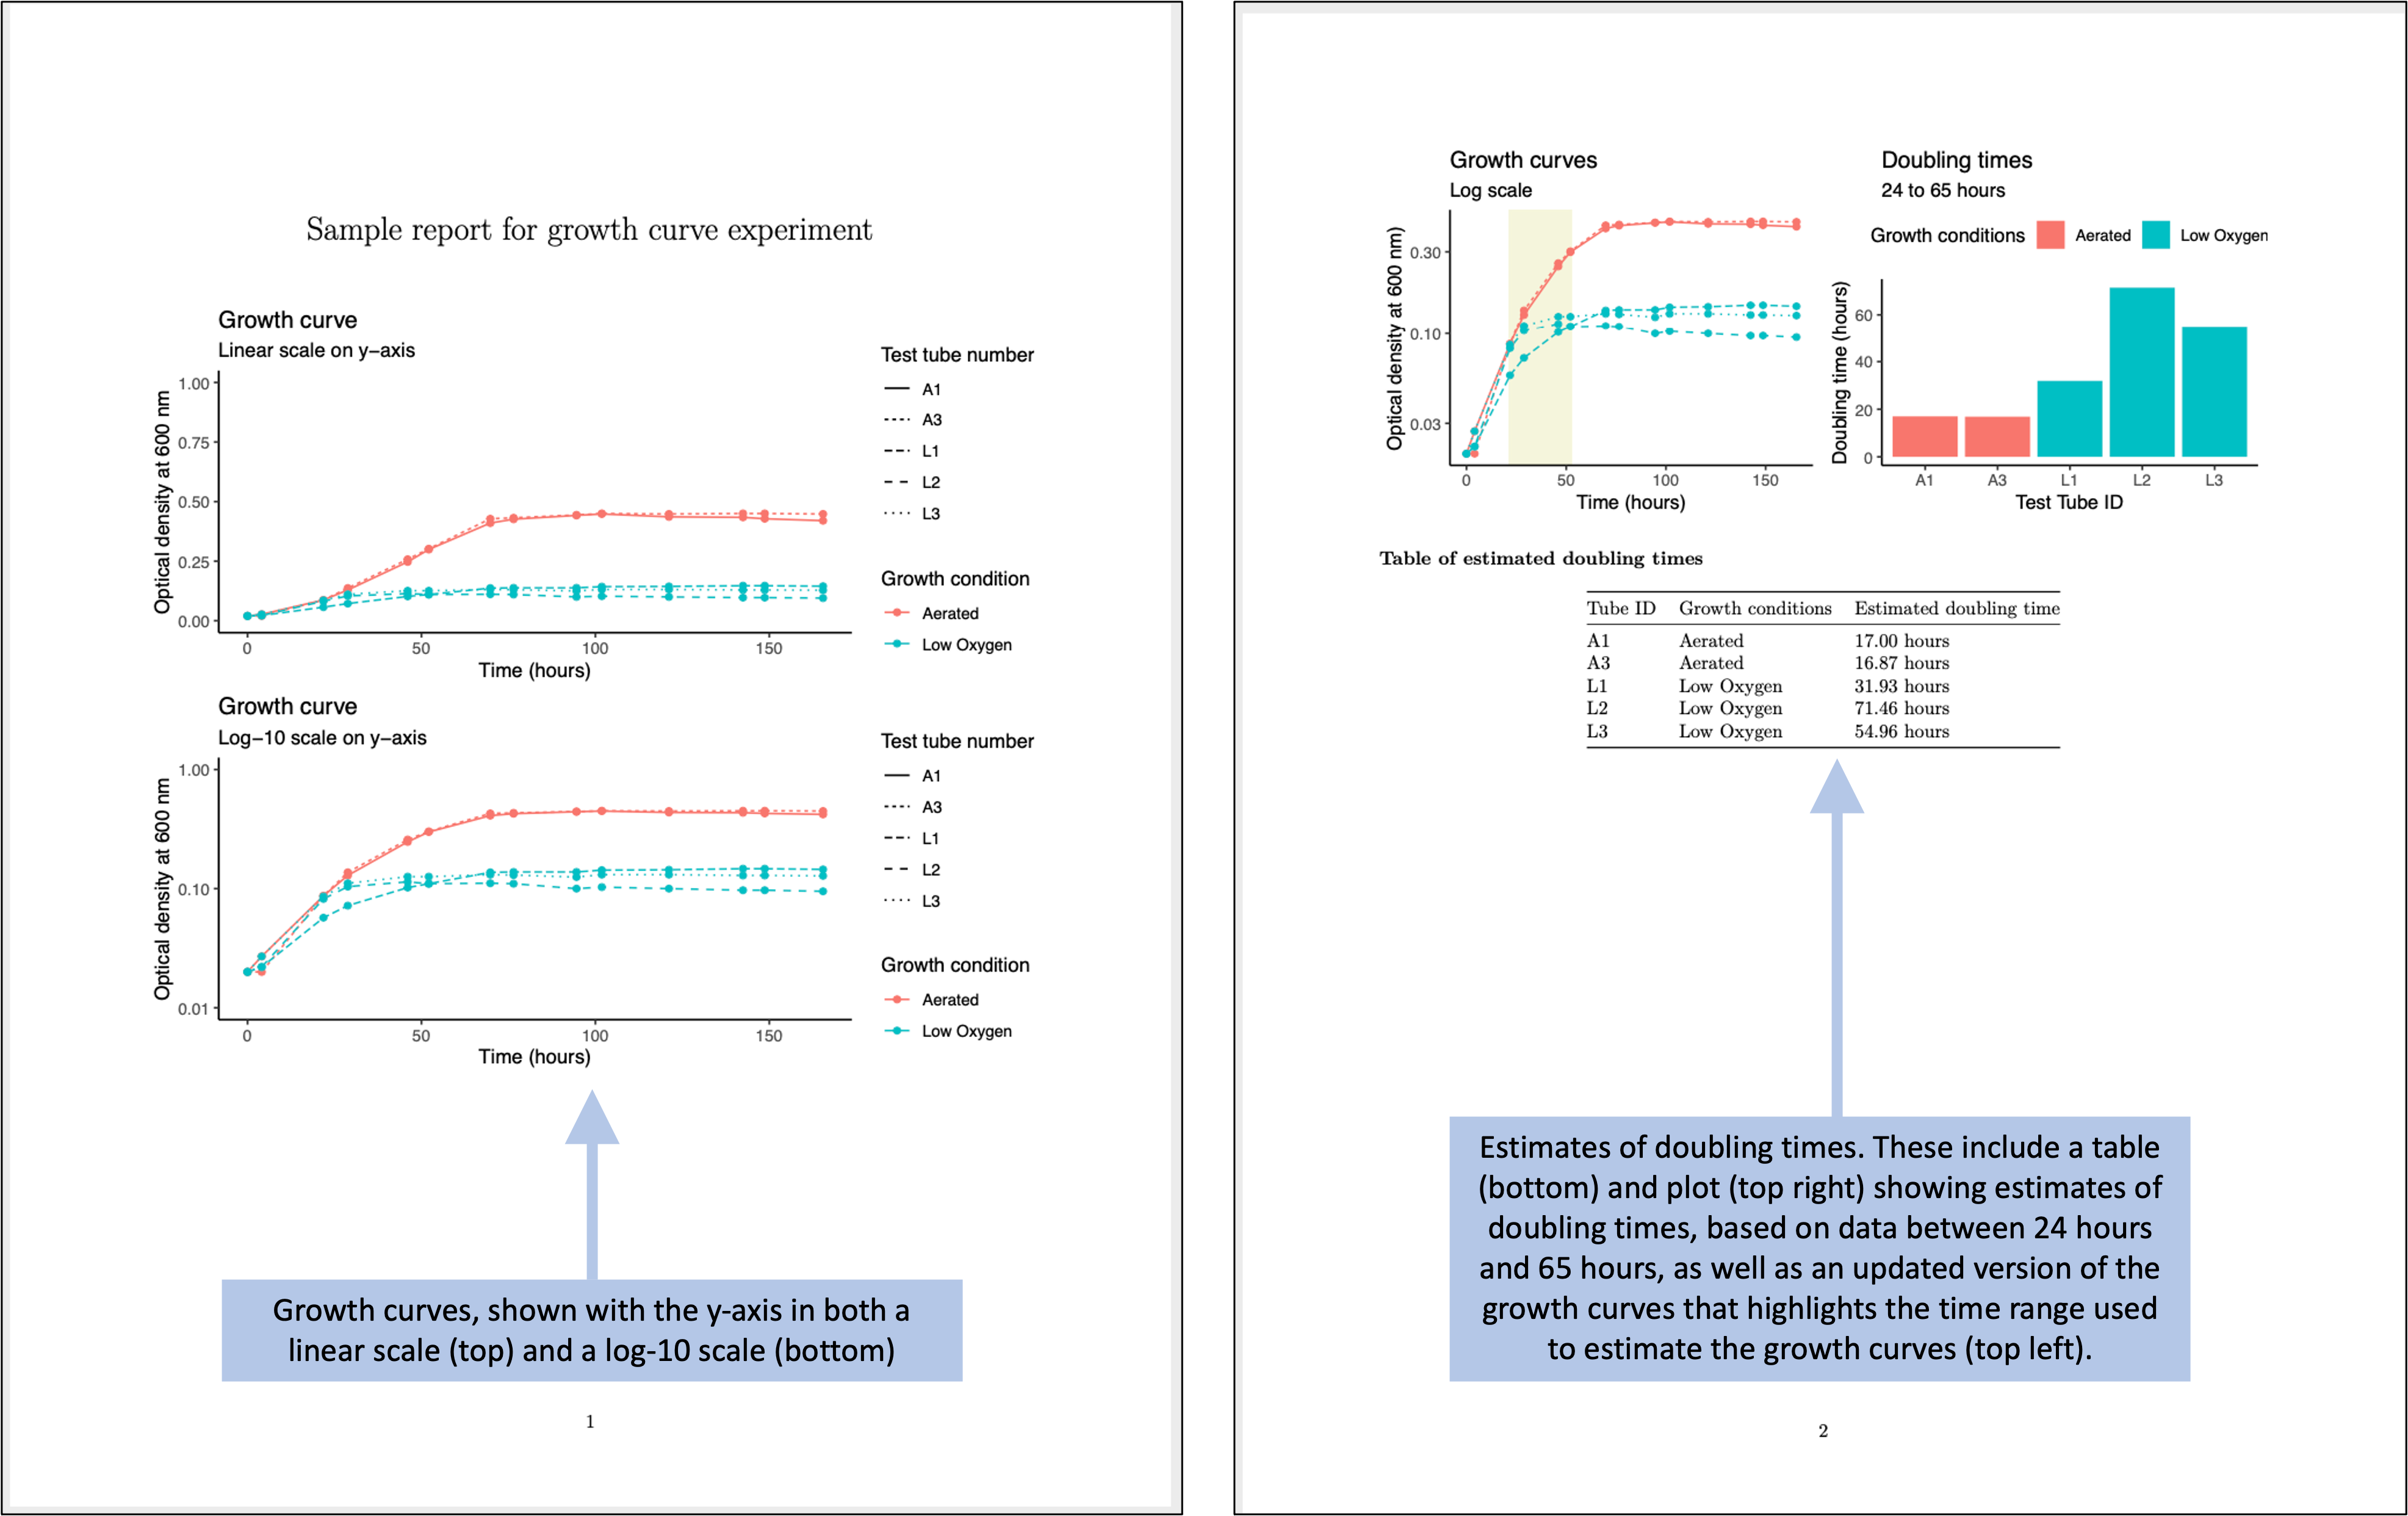 Sample report for growth curve experiment
Growth curve
Linear scale on y−axis
Optical density at 600 nm
1.00
0.75
0.50
0.25
0.00
0
50
100
150
Time (hours)
Test tube number
A1
A3
L1
L2
L3
Growth condition
Aerated
Low Oxygen
Growth curve
Log−10 scale on y−axis
Optical density at 600 nm
1.00
0.10
0.01
0
50
100
150
Time (hours)
Test tube number
A1
A3
L1
L2
L3
Growth condition
Aerated
Low Oxygen
Growth curves, shown with the y-axis in both a
linear scale (top) and a log-10 scale (bottom)
1
Growth curves
Log scale
Optical density at 600 nm)
0.30
0.10
0.03
0
50
100
150
Time (hours)
Doubling times
24 to 65 hours
Growth conditions
Aerated
Low Oxygen
Doubling time (hours)
60
40
20
0
A1
A3
L1
L2
L3
Test Tube ID
Table of estimated doubling times
Tube ID Growth conditions Estimated doubling time
A1 Aerated 17.00 hours
A3 Aerated 16.87 hours
L1 Low Oxygen 31.93 hours
L2 Low Oxygen 71.46 hours
L3 Low Oxygen 54.96 hours
Estimates of doubling times. These include a table
(bottom) and plot (top right) showing estimates of
doubling times, based on data between 24 hours
and 65 hours, as well as an updated version of the
growth curves that highlights the time range used
to estimate the growth curves (top left).
2